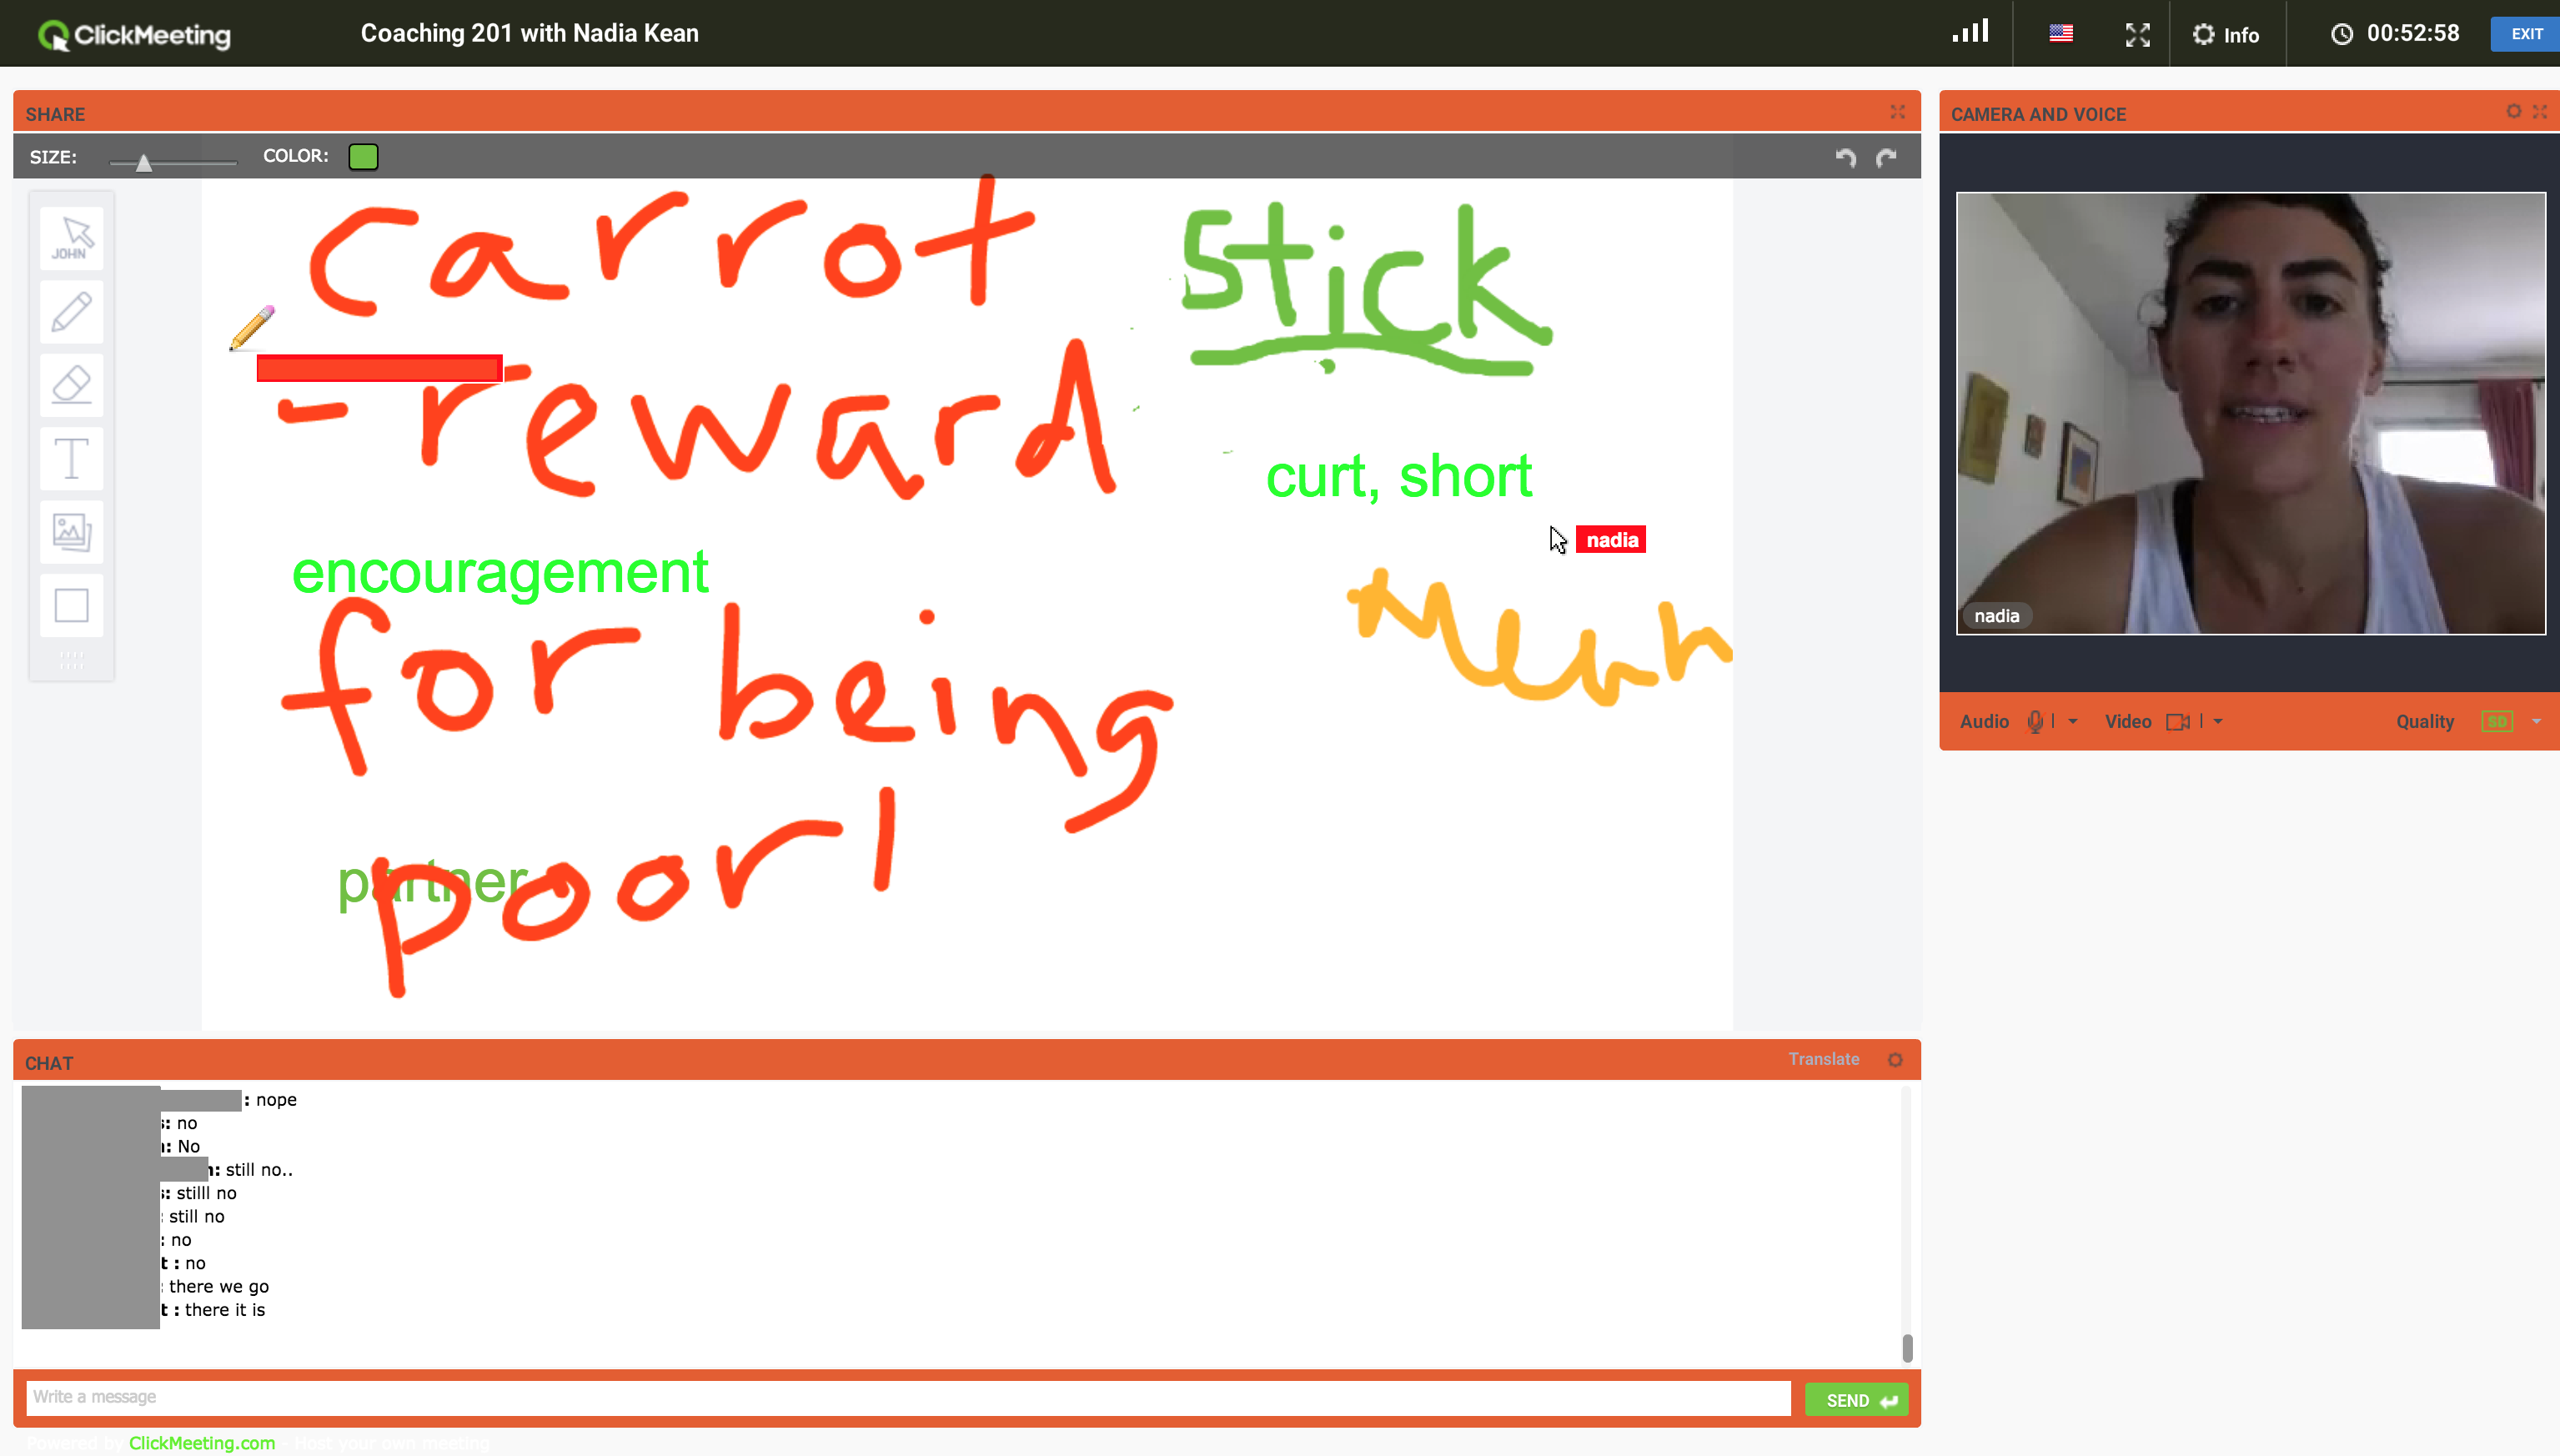 ClickMeeting
Coaching 201 with Nadia Kean
Info
00:52:58
EXIT
SHARE
SIZE:
COLOR:
JOHN
T
carrot
stick
-reward
curt, short
nadia
encouragement
mean
for being
partner
poor!
CAMERA AND VOICE
nadia
Audio
Video
Quality
SD
CHAT
Translate
: nope
s: no
: No
n: still no..
s: stilll no
: still no
: no
t : no
: there we go
t : there it is
Write a message
SEND
Powered by ClickMeeting.com - Host your own meeting